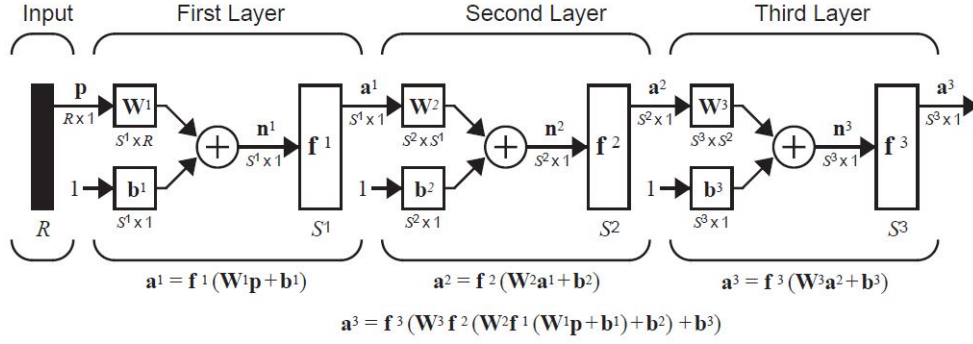 Input First Layer Second Layer Third Layer
p a¹ a² a³
W¹ W² W³
R x 1 S¹ x 1 S² x 1 S³ x 1
S¹ x R n¹ S² x S¹ n² S³ x S² n³
f ¹ f ² f ³
S¹ x 1 S² x 1 S³ x 1
1 b¹ 1 b² 1 b³
R S¹ x 1 S¹ S² x 1 S² S³ x 1 S³
a¹ = f ¹ (W¹p + b¹) a² = f ² (W²a¹ + b²) a³ = f ³ (W³a² + b³)
a³ = f ³ (W³ f ² (W² f ¹ (W¹p + b¹) + b²) + b³)